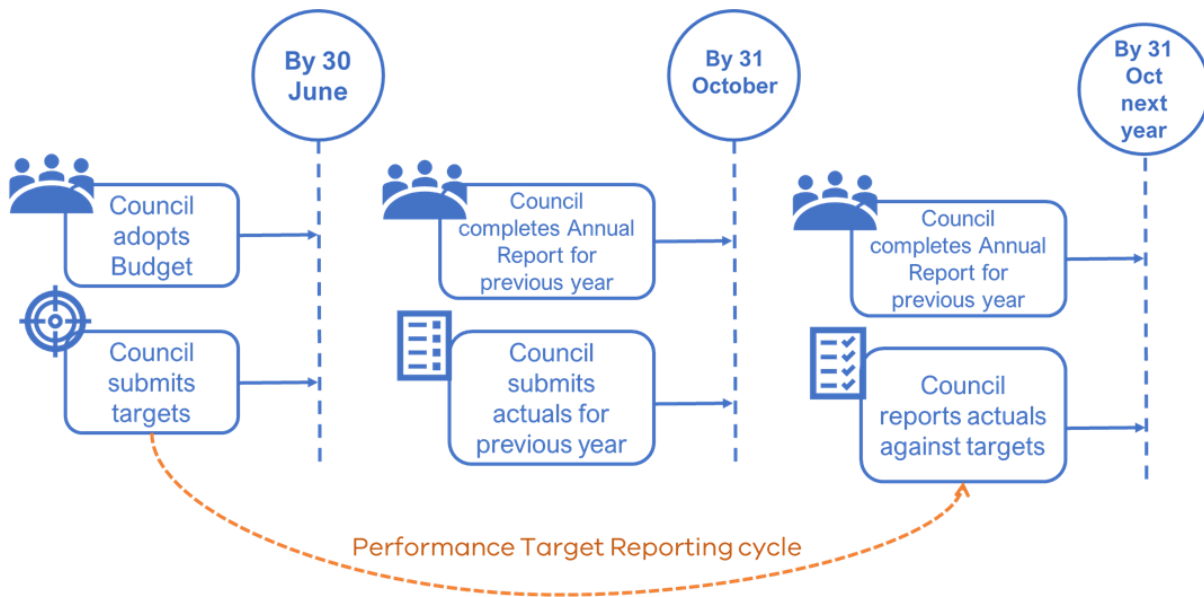 By 30
June
By 31
October
By 31
Oct
next
year
Council
adopts
Budget
Council
completes Annual
Report for
previous year
Council
completes Annual
Report for
previous year
Council
submits
targets
Council
submits
actuals for
previous year
Council
reports actuals
against targets
Performance Target Reporting cycle